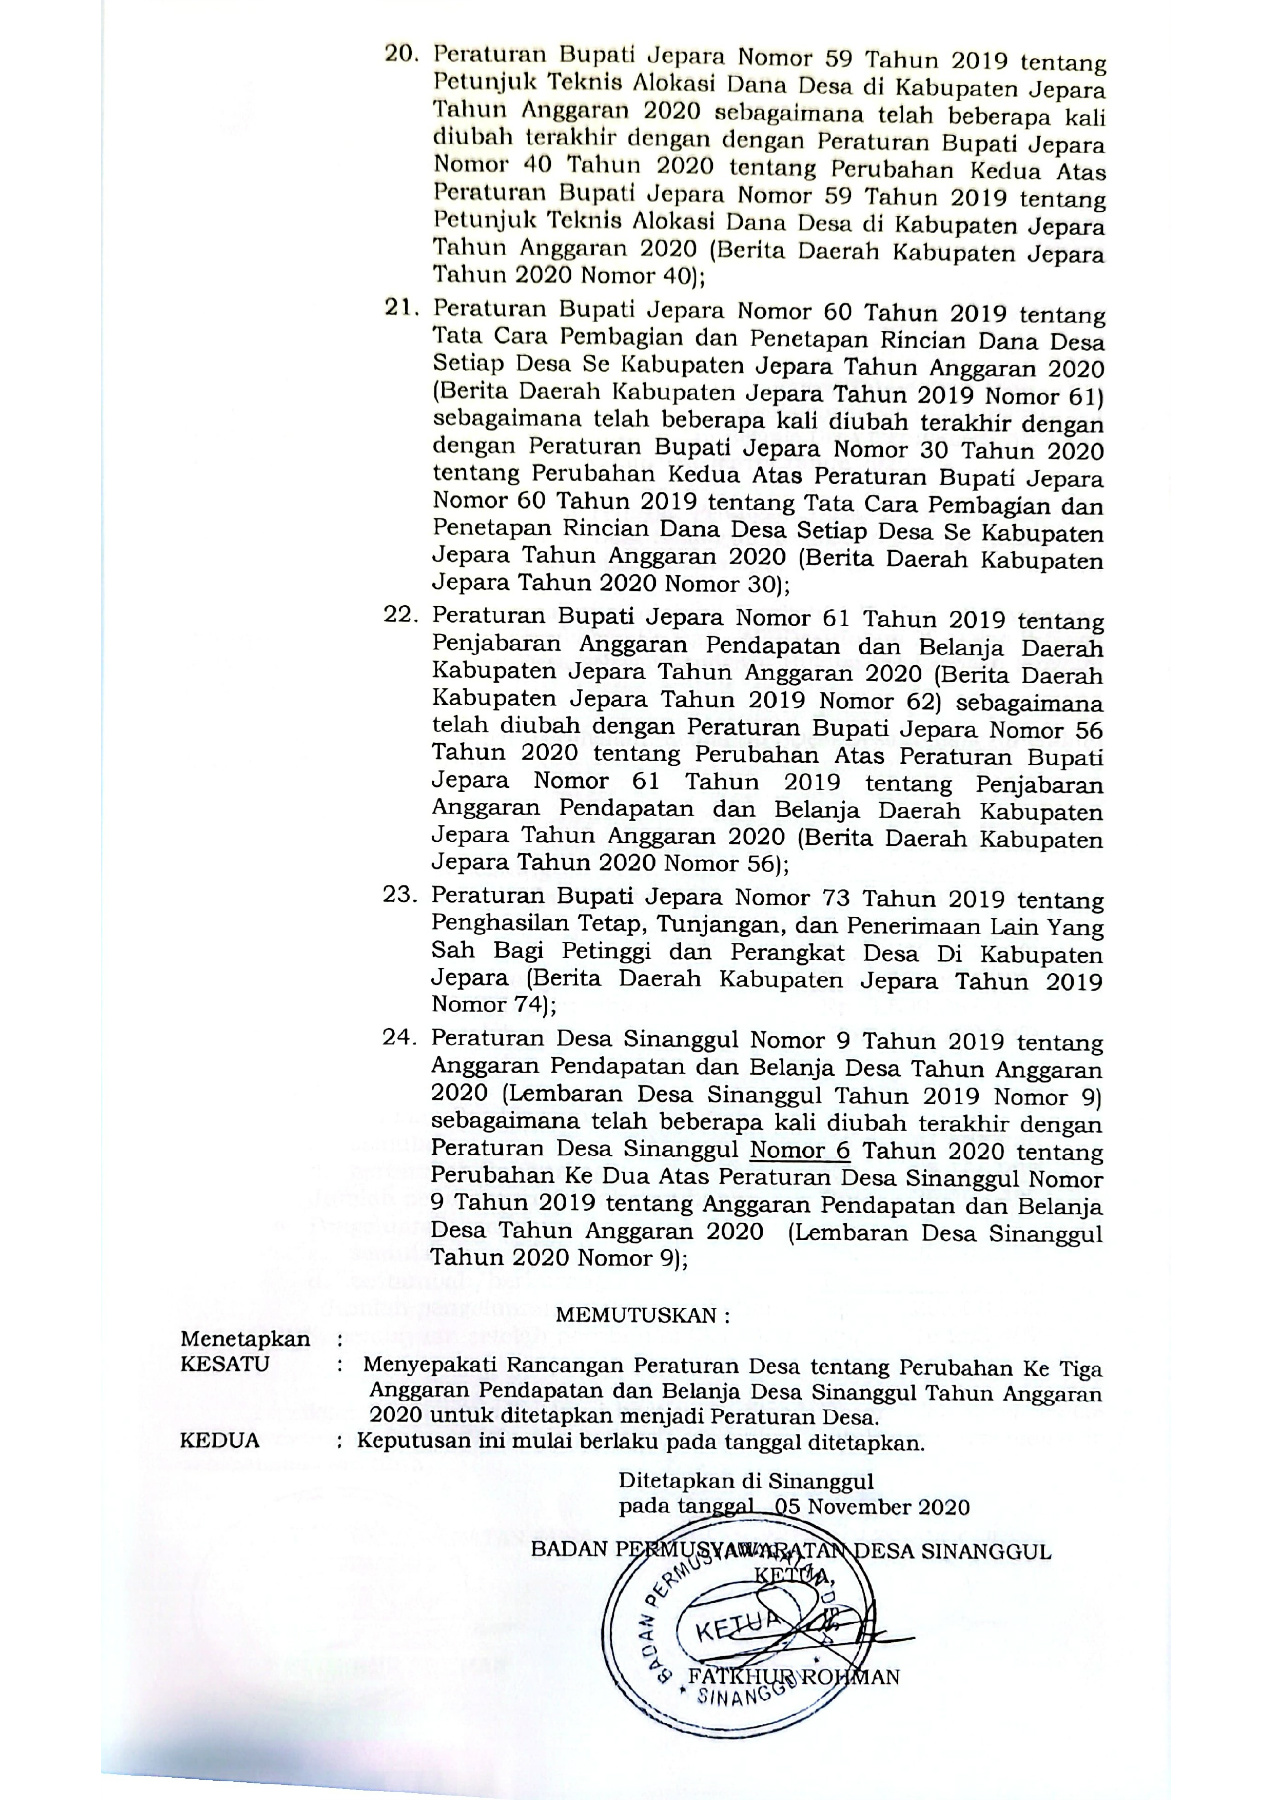 20. Peraturan Bupati Jepara Nomor 59 Tahun 2019 tentang
Petunjuk Teknis Alokasi Dana Desa di Kabupaten Jepara
Tahun Anggaran 2020 sebagaimana telah beberapa kali
diubah terakhir dengan dengan Peraturan Bupati Jepara
Nomor 40 Tahun 2020 tentang Perubahan Kedua Atas
Peraturan Bupati Jepara Nomor 59 Tahun 2019 tentang
Petunjuk Teknis Alokasi Dana Desa di Kabupaten Jepara
Tahun Anggaran 2020 (Berita Daerah Kabupaten Jepara
Tahun 2020 Nomor 40);
21. Peraturan Bupati Jepara Nomor 60 Tahun 2019 tentang
Tata Cara Pembagian dan Penetapan Rincian Dana Desa
Setiap Desa Se Kabupaten Jepara Tahun Anggaran 2020
(Berita Daerah Kabupaten Jepara Tahun 2019 Nomor 61)
sebagaimana telah beberapa kali diubah terakhir dengan
dengan Peraturan Bupati Jepara Nomor 30 Tahun 2020
tentang Perubahan Kedua Atas Peraturan Bupati Jepara
Nomor 60 Tahun 2019 tentang Tata Cara Pembagian dan
Penetapan Rincian Dana Desa Setiap Desa Se Kabupaten
Jepara Tahun Anggaran 2020 (Berita Daerah Kabupaten
Jepara Tahun 2020 Nomor 30);
22. Peraturan Bupati Jepara Nomor 61 Tahun 2019 tentang
Penjabaran Anggaran Pendapatan dan Belanja Daerah
Kabupaten Jepara Tahun Anggaran 2020 (Berita Daerah
Kabupaten Jepara Tahun 2019 Nomor 62) sebagaimana
telah diubah dengan Peraturan Bupati Jepara Nomor 56
Tahun 2020 tentang Perubahan Atas Peraturan Bupati
Jepara Nomor 61 Tahun 2019 tentang Penjabaran
Anggaran Pendapatan dan Belanja Daerah Kabupaten
Jepara Tahun Anggaran 2020 (Berita Daerah Kabupaten
Jepara Tahun 2020 Nomor 56);
23. Peraturan Bupati Jepara Nomor 73 Tahun 2019 tentang
Penghasilan Tetap, Tunjangan, dan Penerimaan Lain Yang
Sah Bagi Petinggi dan Perangkat Desa Di Kabupaten
Jepara (Berita Daerah Kabupaten Jepara Tahun 2019
Nomor 74);
24. Peraturan Desa Sinanggul Nomor 9 Tahun 2019 tentang
Anggaran Pendapatan dan Belanja Desa Tahun Anggaran
2020 (Lembaran Desa Sinanggul Tahun 2019 Nomor 9)
sebagaimana telah beberapa kali diubah terakhir dengan
Peraturan Desa Sinanggul Nomor 6 Tahun 2020 tentang
Perubahan Ke Dua Atas Peraturan Desa Sinanggul Nomor
9 Tahun 2019 tentang Anggaran Pendapatan dan Belanja
Desa Tahun Anggaran 2020 (Lembaran Desa Sinanggul
Tahun 2020 Nomor 9);
MEMUTUSKAN :
Menetapkan :
KESATU : Menyepakati Rancangan Peraturan Desa tentang Perubahan Ke Tiga
Anggaran Pendapatan dan Belanja Desa Sinanggul Tahun Anggaran
2020 untuk ditetapkan menjadi Peraturan Desa.
KEDUA : Keputusan ini mulai berlaku pada tanggal ditetapkan.
Ditetapkan di Sinanggul
pada tanggal 05 November 2020
BADAN PERMUSYAWARATAN DESA SINANGGUL
KETUA,
BADAN PERMUSYAWARATAN DESA
KETUA
SINANGGUL
FATKHUR ROHMAN